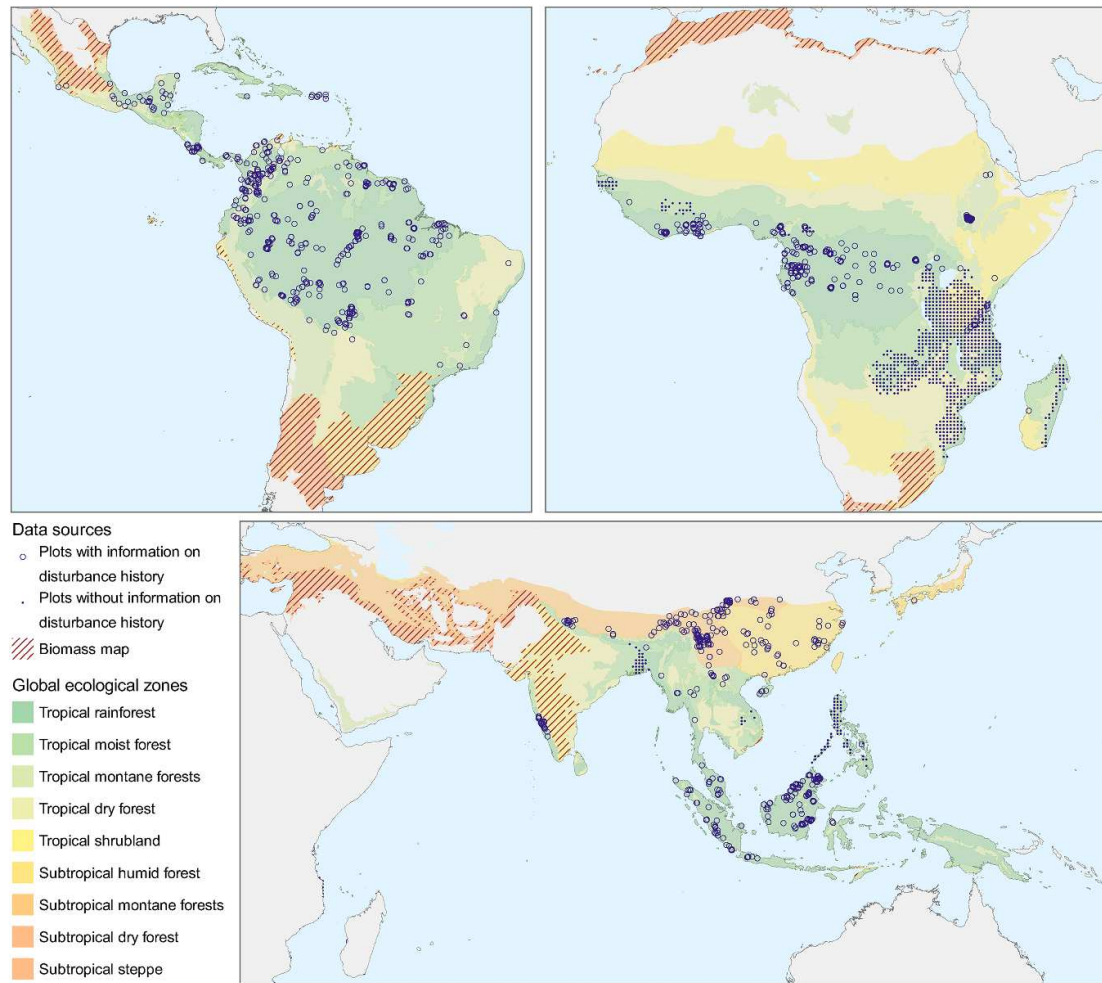 Data sources
Plots with information on
disturbance history
Plots without information on
disturbance history
Biomass map
Global ecological zones
Tropical rainforest
Tropical moist forest
Tropical montane forests
Tropical dry forest
Tropical shrubland
Subtropical humid forest
Subtropical montane forests
Subtropical dry forest
Subtropical steppe